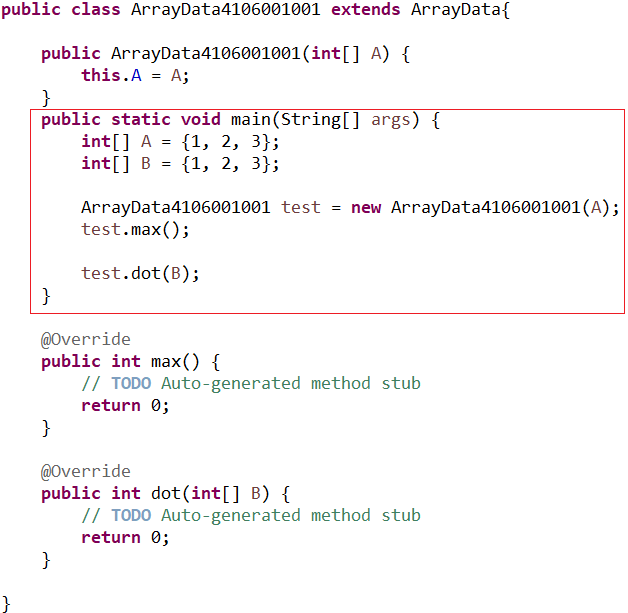 public class ArrayData4106001001 extends ArrayData{
public ArrayData4106001001(int[] A) {
this.A = A;
}
public static void main(String[] args) {
int[] A = {1, 2, 3};
int[] B = {1, 2, 3};
ArrayData4106001001 test = new ArrayData4106001001(A);
test.max();
test.dot(B);
}
@Override
public int max() {
// TODO Auto-generated method stub
return 0;
}
@Override
public int dot(int[] B) {
// TODO Auto-generated method stub
return 0;
}
}